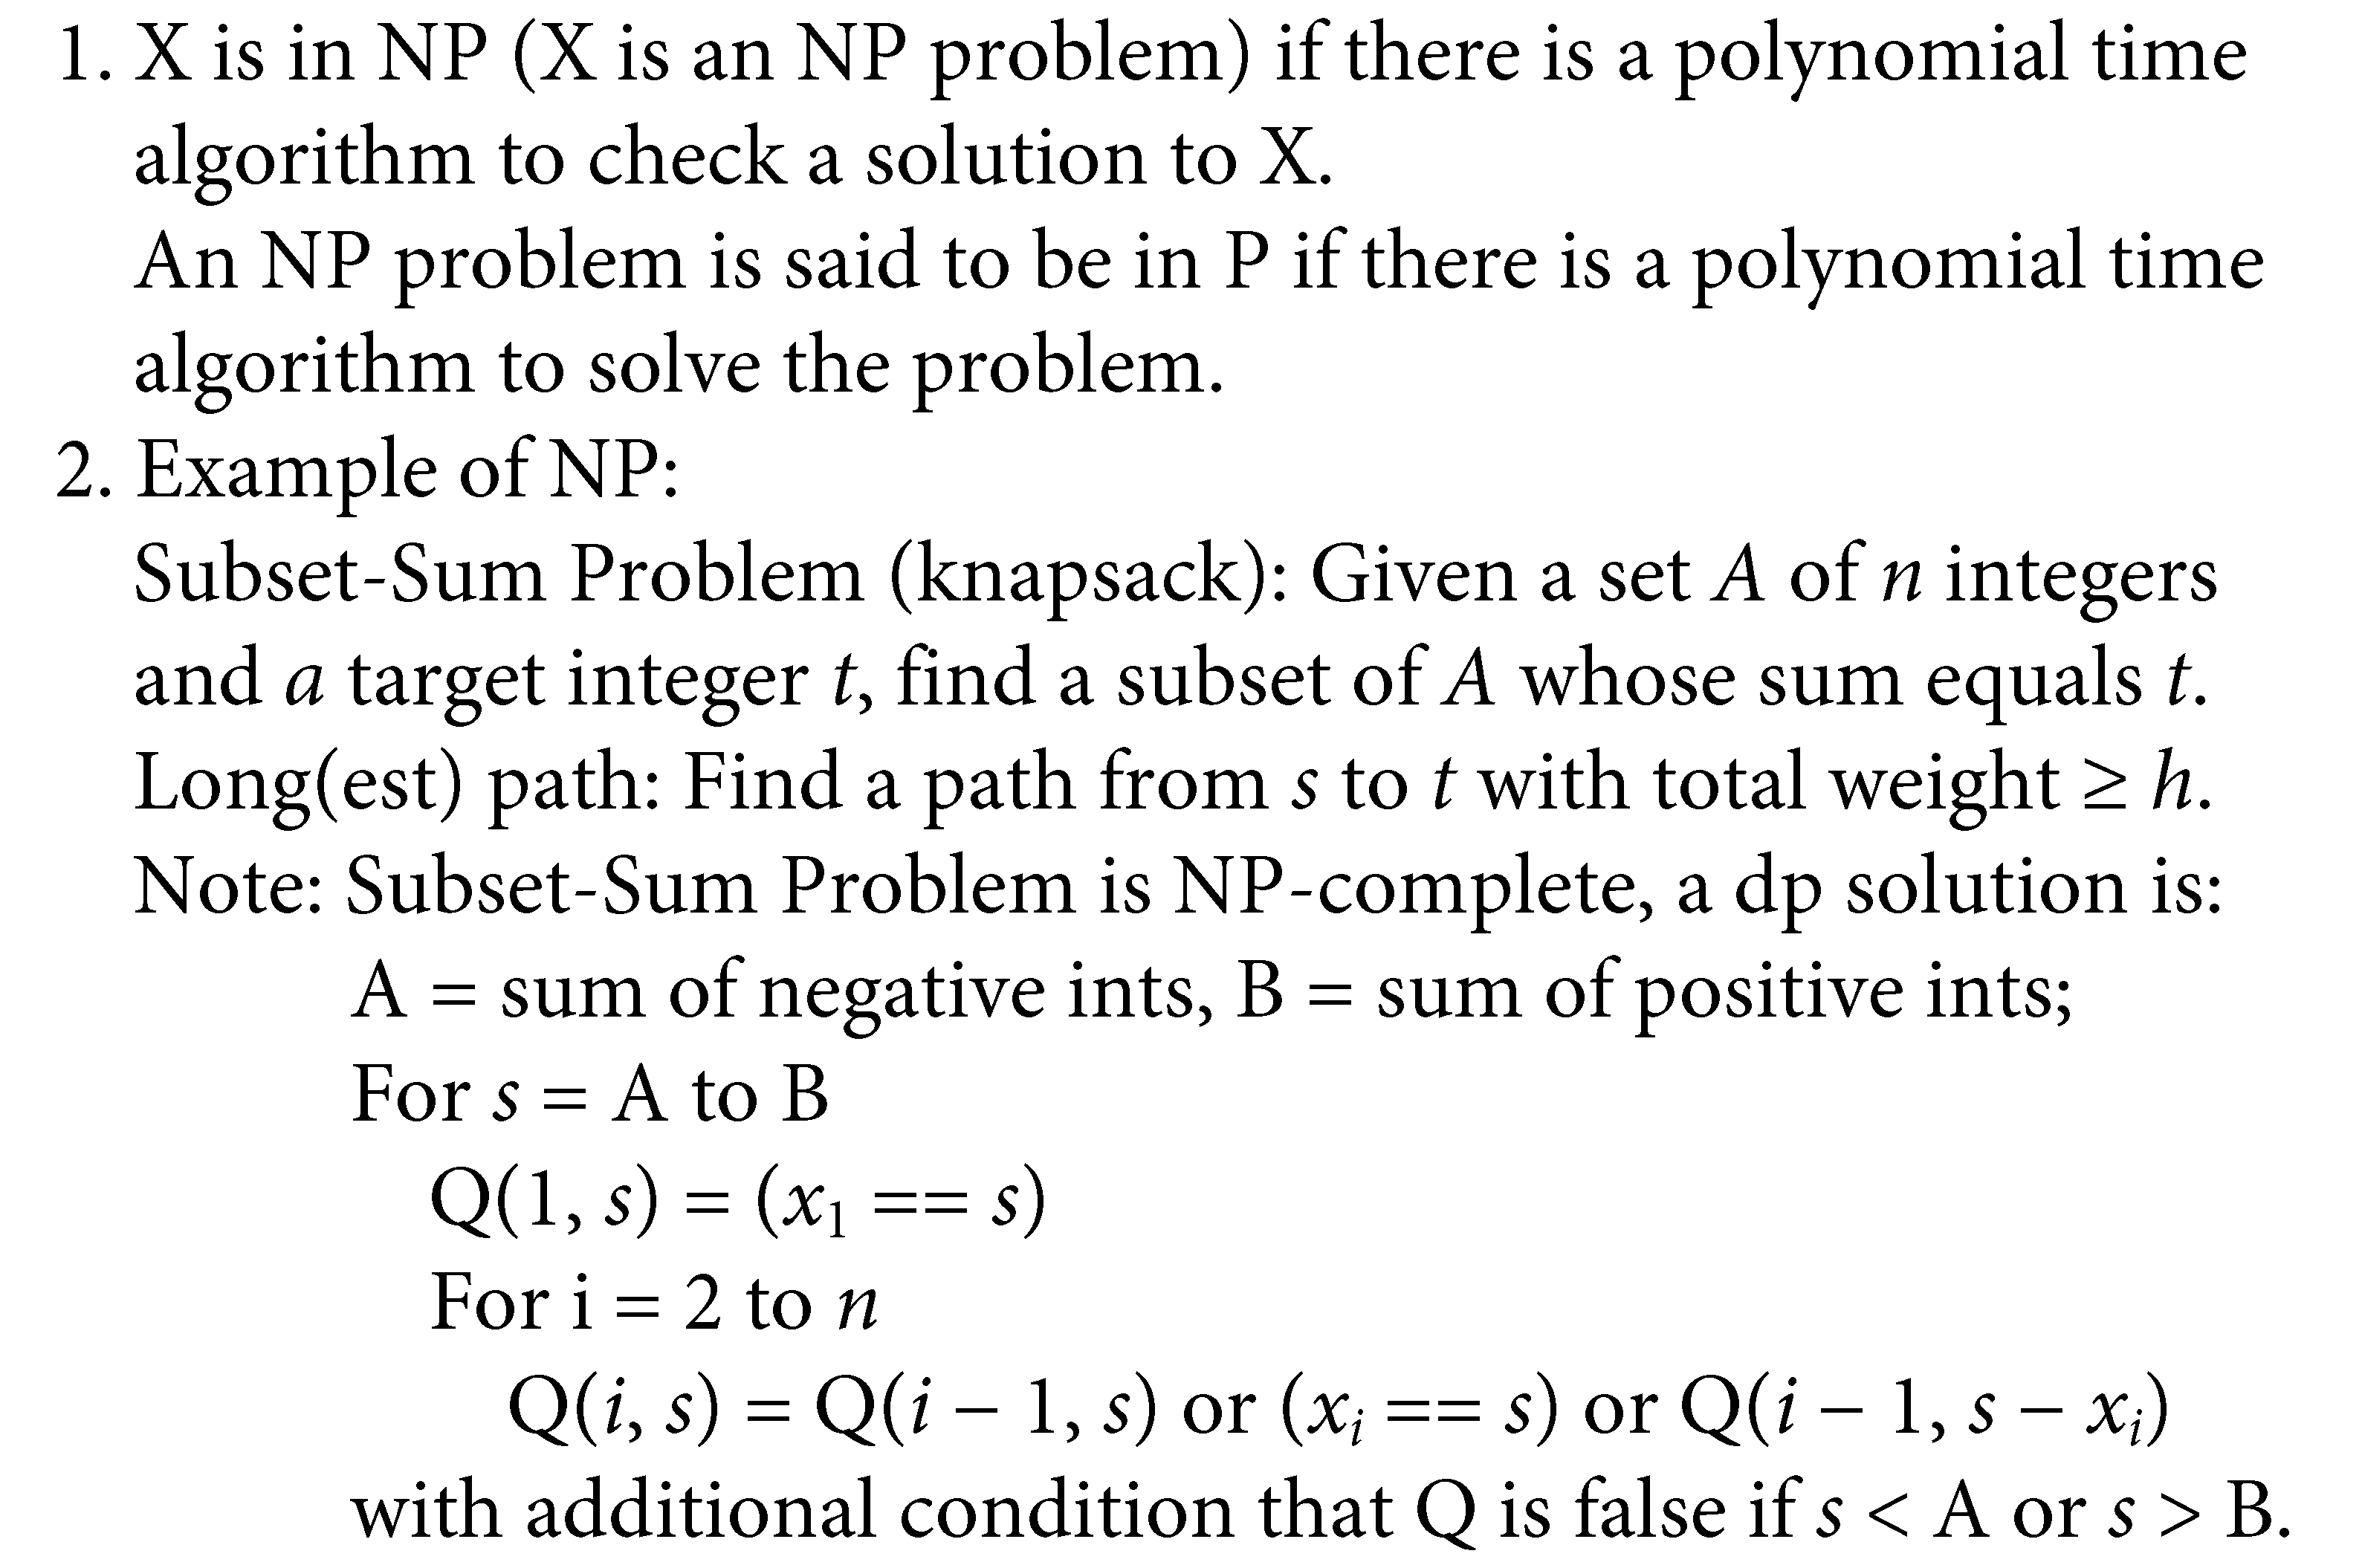 1. X is in NP (X is an NP problem) if there is a polynomial time
algorithm to check a solution to X.
An NP problem is said to be in P if there is a polynomial time
algorithm to solve the problem.
2. Example of NP:
Subset-Sum Problem (knapsack): Given a set A of n integers
and a target integer t, find a subset of A whose sum equals t.
Long(est) path: Find a path from s to t with total weight ≥ h.
Note: Subset-Sum Problem is NP-complete, a dp solution is:
A = sum of negative ints, B = sum of positive ints;
For s = A to B
Q(1, s) = (x₁ == s)
For i = 2 to n
Q(i, s) = Q(i − 1, s) or (xᵢ == s) or Q(i − 1, s − xᵢ)
with additional condition that Q is false if s < A or s > B.